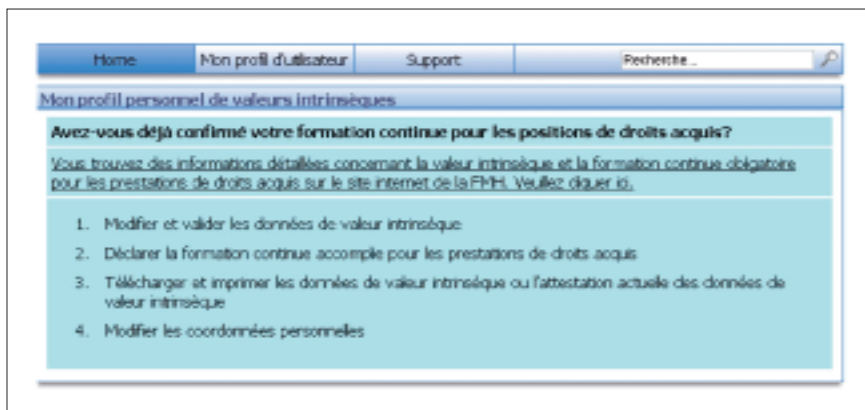 Home Mon profil d'utilisateur Support Recherche...
Mon profil personnel de valeurs intrinsèques
Avez-vous déjà confirmé votre formation continue pour les positions de droits acquis?
Vous trouvez des informations détaillées concernant la valeur intrinsèque et la formation continue obligatoire
pour les prestations de droits acquis sur le site internet de la FMH. Veuillez cliquer ici.
1. Modifier et valider les données de valeur intrinsèque
2. Déclarer la formation continue accomplie pour les prestations de droits acquis
3. Télécharger et imprimer les données de valeur intrinsèque ou l'attestation actuelle des données de
valeur intrinsèque
4. Modifier les coordonnées personnelles